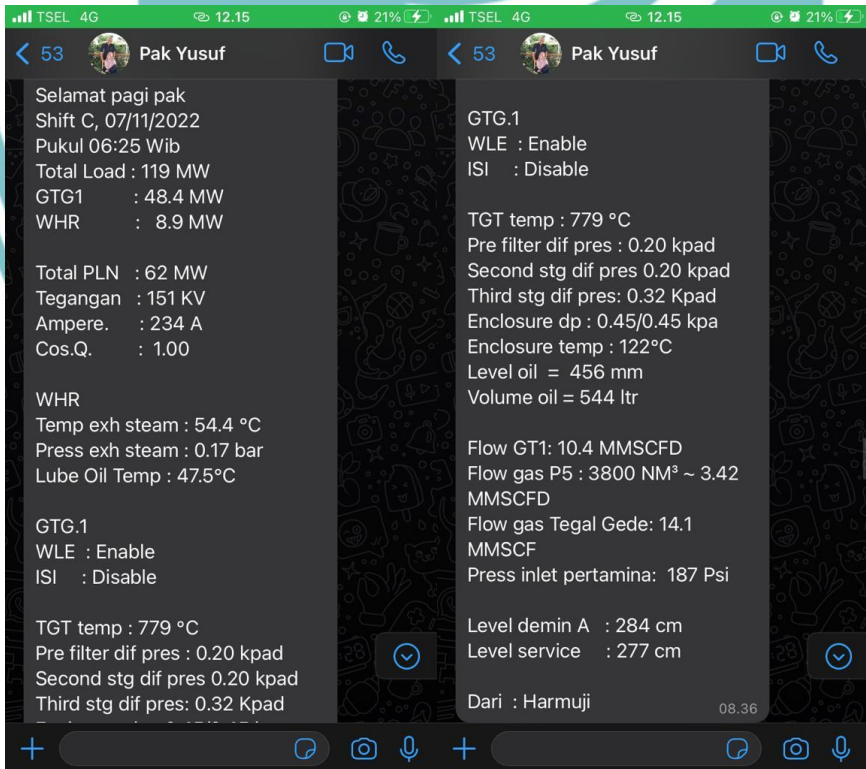 TSEL 4G 12.15 21%
53 Pak Yusuf
Selamat pagi pak
Shift C, 07/11/2022
Pukul 06:25 Wib
Total Load : 119 MW
GTG1 : 48.4 MW
WHR : 8.9 MW
Total PLN : 62 MW
Tegangan : 151 KV
Ampere. : 234 A
Cos.Q. : 1.00
WHR
Temp exh steam : 54.4 °C
Press exh steam : 0.17 bar
Lube Oil Temp : 47.5°C
GTG.1
WLE : Enable
ISI : Disable
TGT temp : 779 °C
Pre filter dif pres : 0.20 kpad
Second stg dif pres 0.20 kpad
Third stg dif pres: 0.32 Kpad
TSEL 4G 12.15 21%
53 Pak Yusuf
GTG.1
WLE : Enable
ISI : Disable
TGT temp : 779 °C
Pre filter dif pres : 0.20 kpad
Second stg dif pres 0.20 kpad
Third stg dif pres: 0.32 Kpad
Enclosure dp : 0.45/0.45 kpa
Enclosure temp : 122°C
Level oil = 456 mm
Volume oil = 544 ltr
Flow GT1: 10.4 MMSCFD
Flow gas P5 : 3800 NM³ ~ 3.42
MMSCFD
Flow gas Tegal Gede: 14.1
MMSCF
Press inlet pertamina: 187 Psi
Level demin A : 284 cm
Level service : 277 cm
Dari : Harmuji
08.36